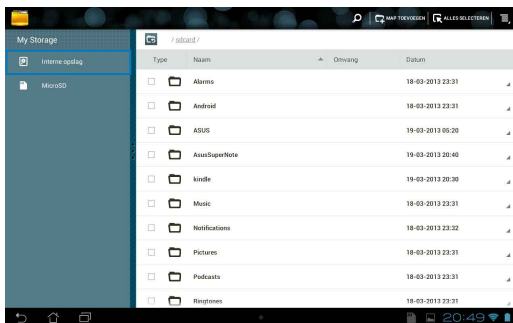 MAP TOEVOEGEN ALLES SELECTEREN
My Storage
/ sdcard /
Interne opslag
MicroSD
Type Naam Omvang Datum
Alarms 18-03-2013 23:31
Android 18-03-2013 23:31
ASUS 19-03-2013 05:20
AsusSuperNote 19-03-2013 20:40
kindle 19-03-2013 20:30
Music 18-03-2013 23:31
Notifications 18-03-2013 23:32
Pictures 18-03-2013 23:31
Podcasts 18-03-2013 23:31
Ringtones 18-03-2013 23:31
20:49